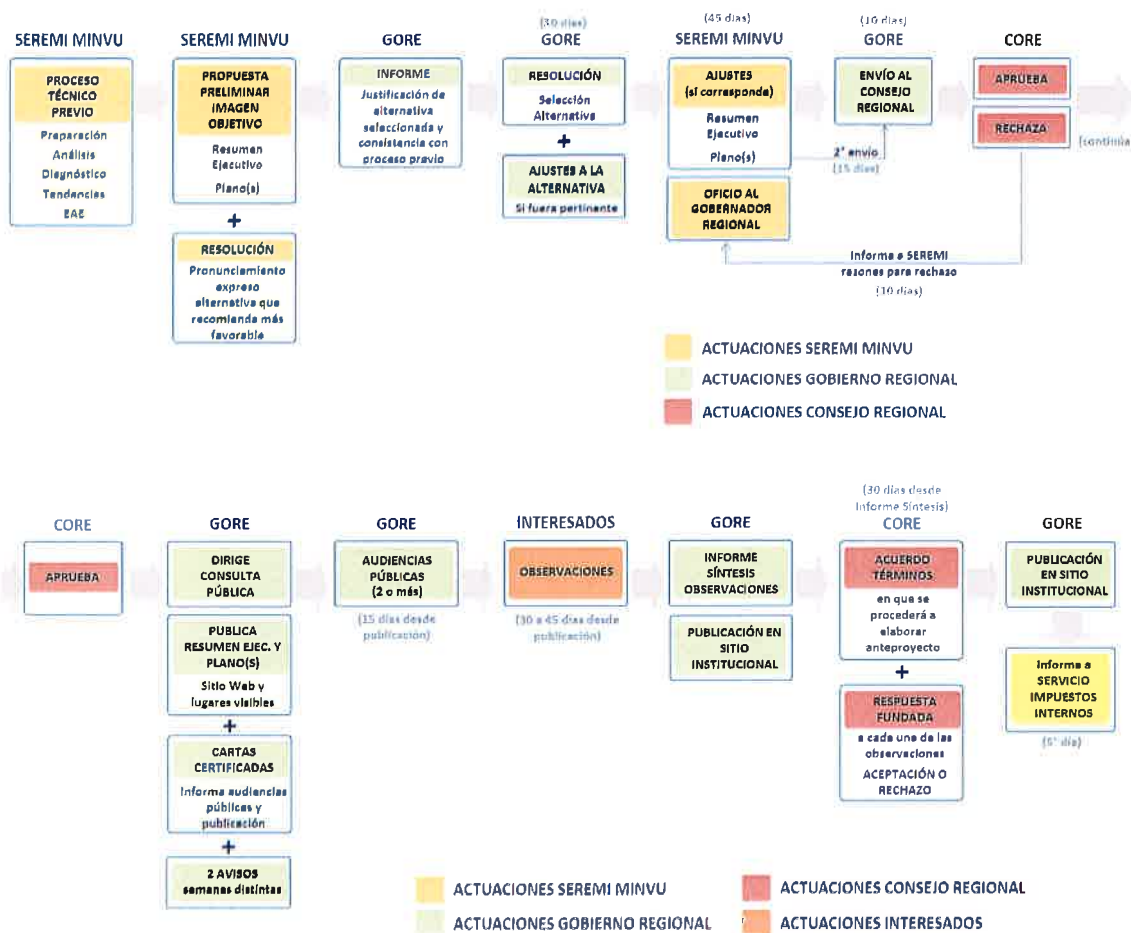 SEREMI MINVU
PROCESO
TÉCNICO
PREVIO
Preparación
Análisis
Diagnóstico
Tendencies
EAE
SEREMI MINVU
PROPUESTA
PRELIMINAR
IMAGEN
OBJETIVO
Resumen
Ejecutivo
Plano(s)
+
RESOLUCIÓN
Pronunciamiento
expreso
alternativa que
recomienda más
favorable
GORE
INFORME
Justificación de
alternativa
seleccionada y
consistencia con
proceso previo
(30 días)
GORE
RESOLUCIÓN
Selección
Alternativa
+
AJUSTES A LA
ALTERNATIVA
Si fuera pertinente
(45 días)
SEREMI MINVU
AJUSTES
(si corresponda)
Resumen
Ejecutivo
Plano(s)
OFICIO AL
GOBERNADOR
REGIONAL
(10 días)
GORE
ENVÍO AL
CONSEJO
REGIONAL
2° envío
(15 días)
CORE
APRUEBA
RECHAZA
(continúa
Informa a SEREMI
razones para rechazo
(10 días)
ACTUACIONES SEREMI MINVU
ACTUACIONES GOBIERNO REGIONAL
ACTUACIONES CONSEJO REGIONAL
CORE
APRUEBA
GORE
DIRIGE
CONSULTA
PÚBLICA
PUBLICA
RESUMEN EJEC. Y
PLANO(S)
Sitio Web y
lugares visibles
+
CARTAS
CERTIFICADAS
Informa audiencias
públicas y
publicación
+
2 AVISOS
semanas distintas
GORE
AUDIENCIAS
PÚBLICAS
(2 o más)
(15 días desde
publicación)
INTERESADOS
OBSERVACIONES
(30 a 45 días desde
publicación)
GORE
INFORME
SÍNTESIS
OBSERVACIONES
PUBLICACIÓN EN
SITIO
INSTITUCIONAL
(30 días desde
Informe Síntesis)
CORE
ACUERDO
TÉRMINOS
en que se
procederá a
elaborar
anteproyecto
+
RESPUESTA
FUNDADA
a cada una de las
observaciones
ACEPTACIÓN O
RECHAZO
GORE
PUBLICACIÓN
EN SITIO
INSTITUCIONAL
Informa a
SERVICIO
IMPUESTOS
INTERNOS
(5° día)
ACTUACIONES SEREMI MINVU
ACTUACIONES GOBIERNO REGIONAL
ACTUACIONES CONSEJO REGIONAL
ACTUACIONES INTERESADOS